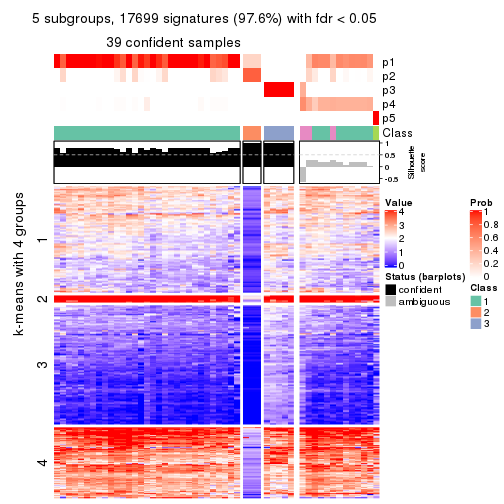 5 subgroups, 17699 signatures (97.6%) with fdr < 0.05
39 confident samples
p1
p2
p3
p4
p5
Class
1
0.5
0
-0.5
Silhouette
score
k-means with 4 groups
1
2
3
4
Value
4
3
2
1
0
Status (barplots)
confident
ambiguous
Prob
1
0.8
0.6
0.4
0.2
0
Class
1
2
3